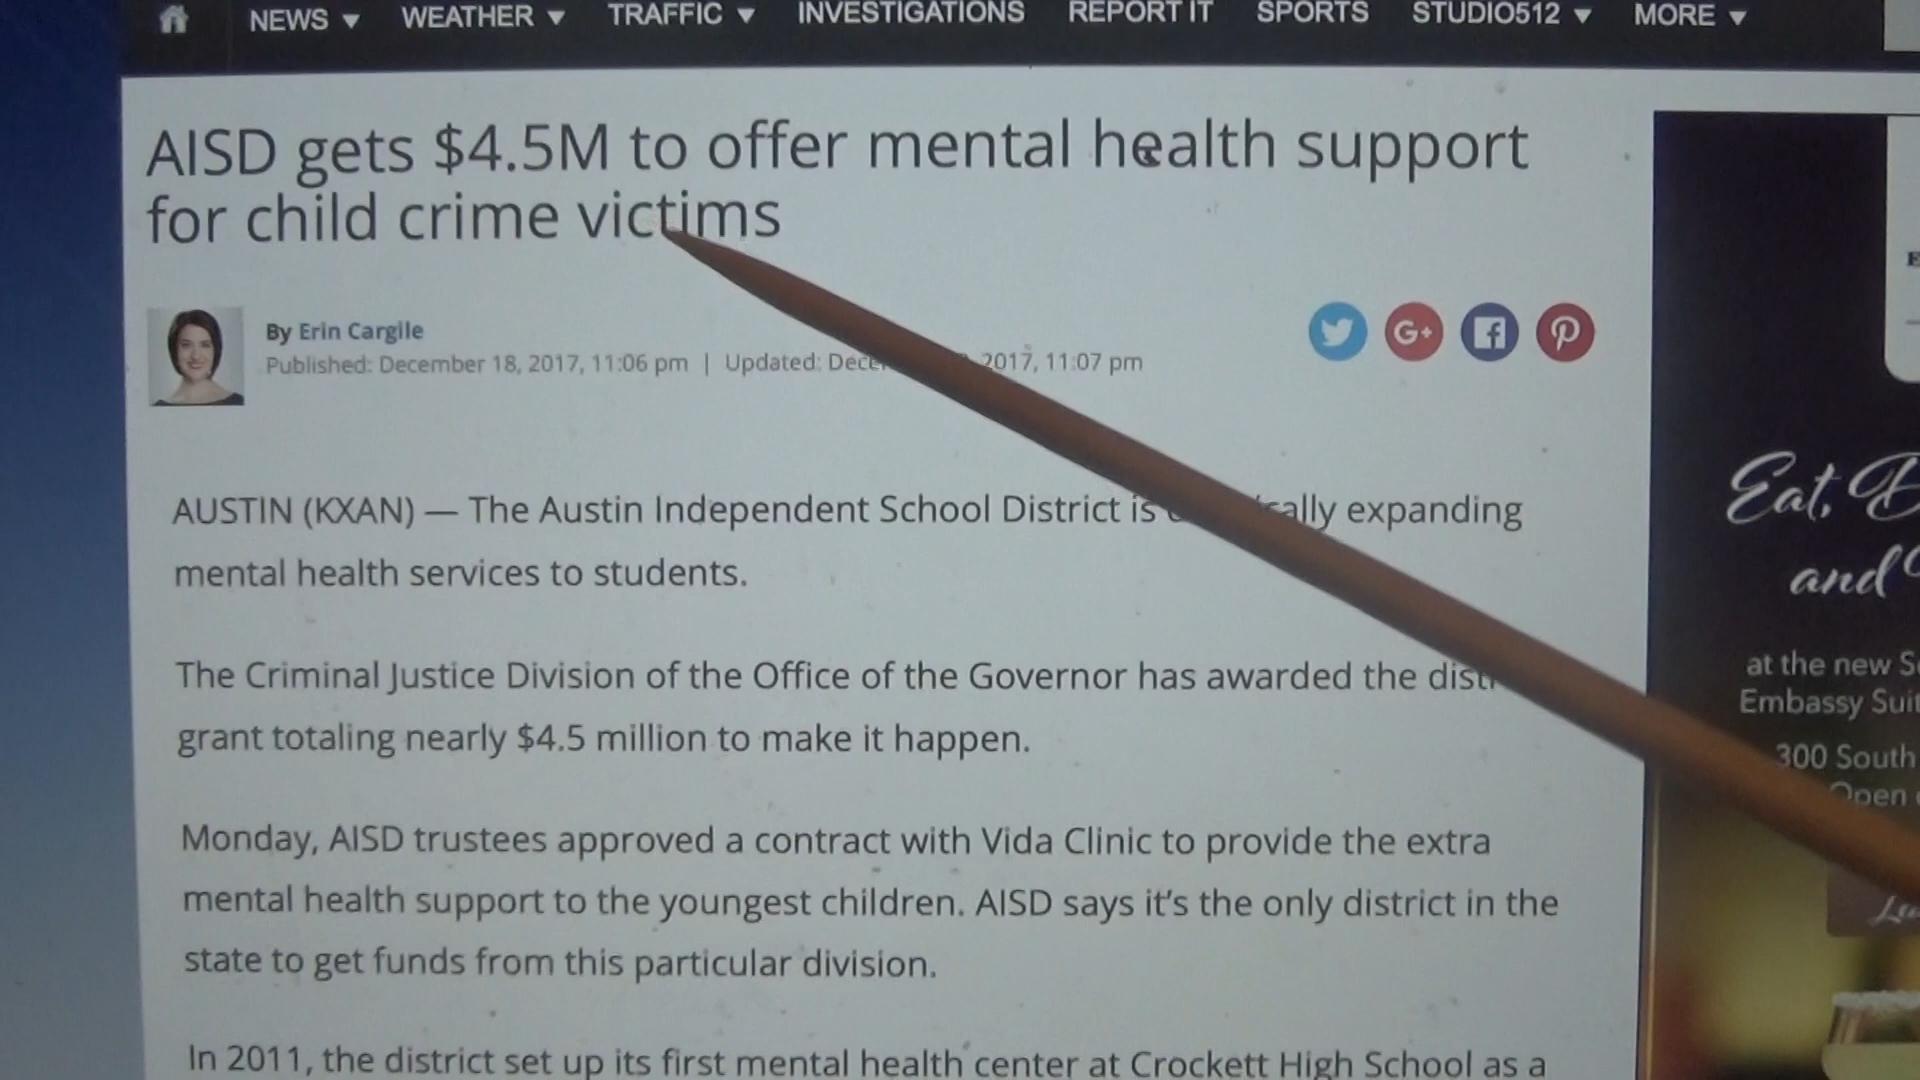 NEWS ▼ WEATHER ▼ TRAFFIC ▼ INVESTIGATIONS REPORT IT SPORTS STUDIO512 ▼ MORE ▼
AISD gets $4.5M to offer mental health support
for child crime victims
By Erin Cargile
Published: December 18, 2017, 11:06 pm | Updated: 2017, 11:07 pm
AUSTIN (KXAN) — The Austin Independent School District is expanding
mental health services to students.
The Criminal Justice Division of the Office of the Governor has awarded the
grant totaling nearly $4.5 million to make it happen.
Monday, AISD trustees approved a contract with Vida Clinic to provide the extra
mental health support to the youngest children. AISD says it's the only district in the
state to get funds from this particular division.
In 2011, the district set up its first mental health center at Crockett High School as a
Eat,
and
at the new
Embassy
300 South
Open